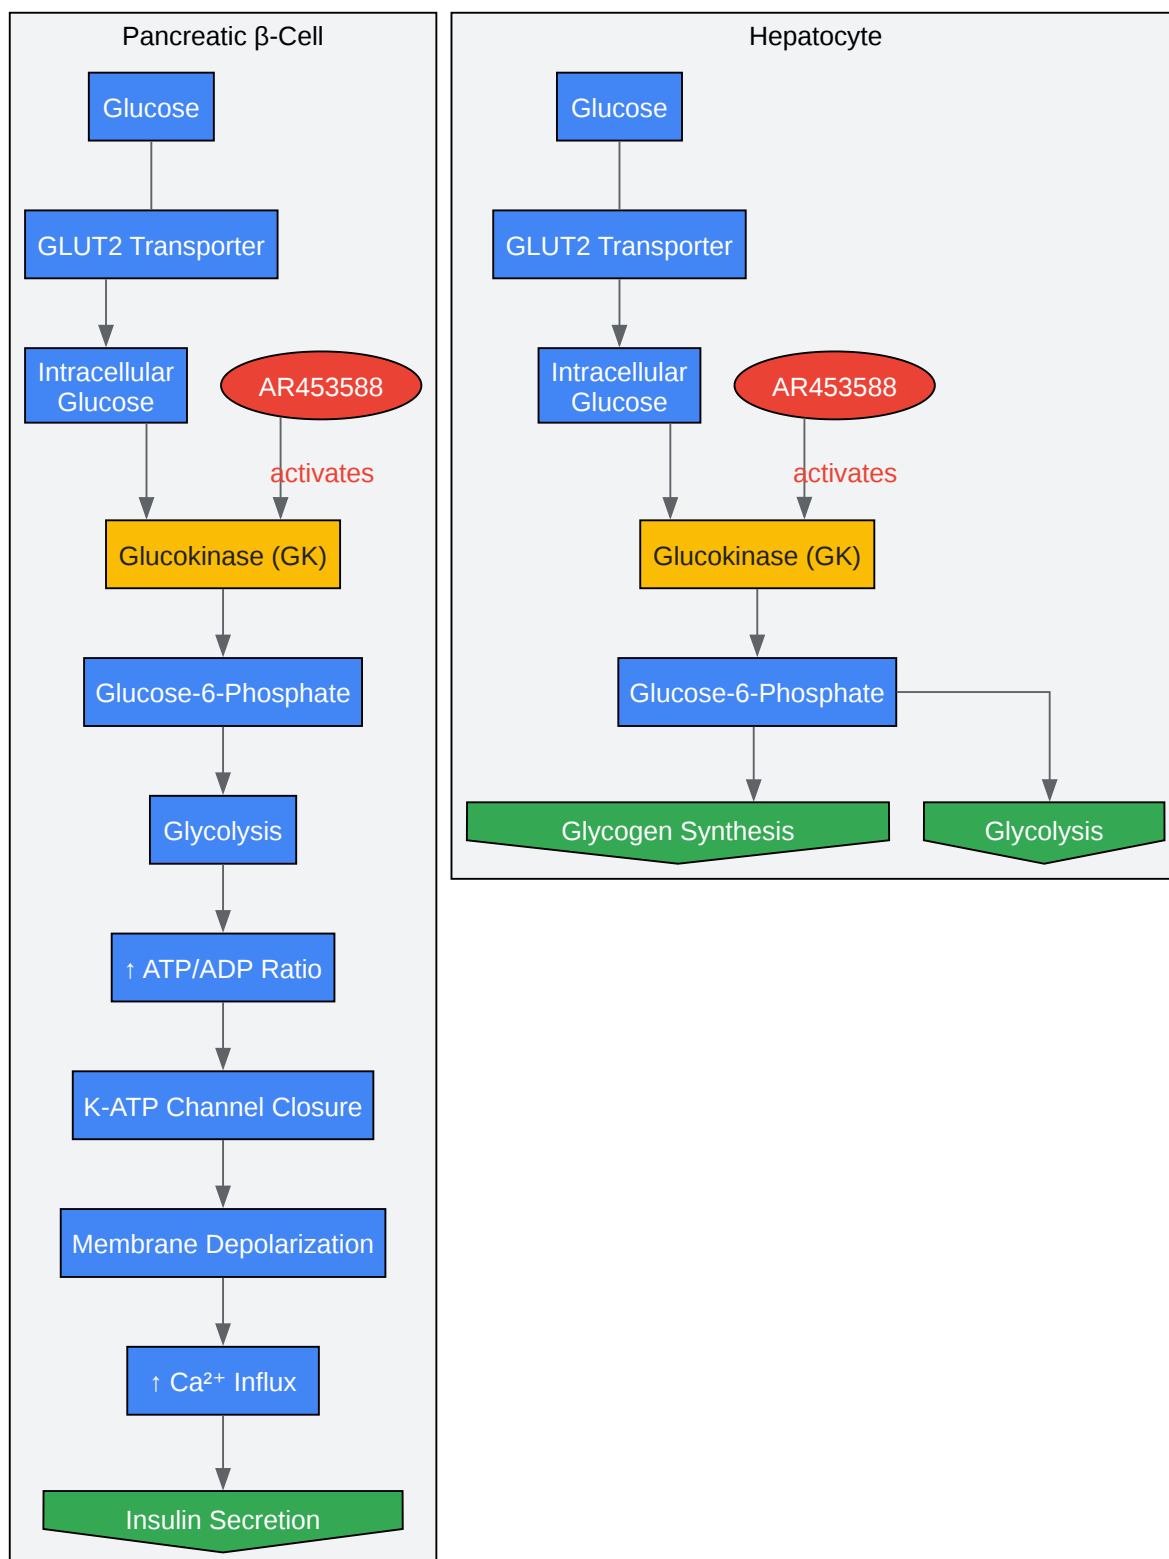 Pancreatic β-Cell
Glucose
GLUT2 Transporter
Intracellular
Glucose
AR453588
activates
Glucokinase (GK)
Glucose-6-Phosphate
Glycolysis
↑ ATP/ADP Ratio
K-ATP Channel Closure
Membrane Depolarization
↑ Ca²⁺ Influx
Insulin Secretion
Hepatocyte
Glucose
GLUT2 Transporter
Intracellular
Glucose
AR453588
activates
Glucokinase (GK)
Glucose-6-Phosphate
Glycogen Synthesis
Glycolysis